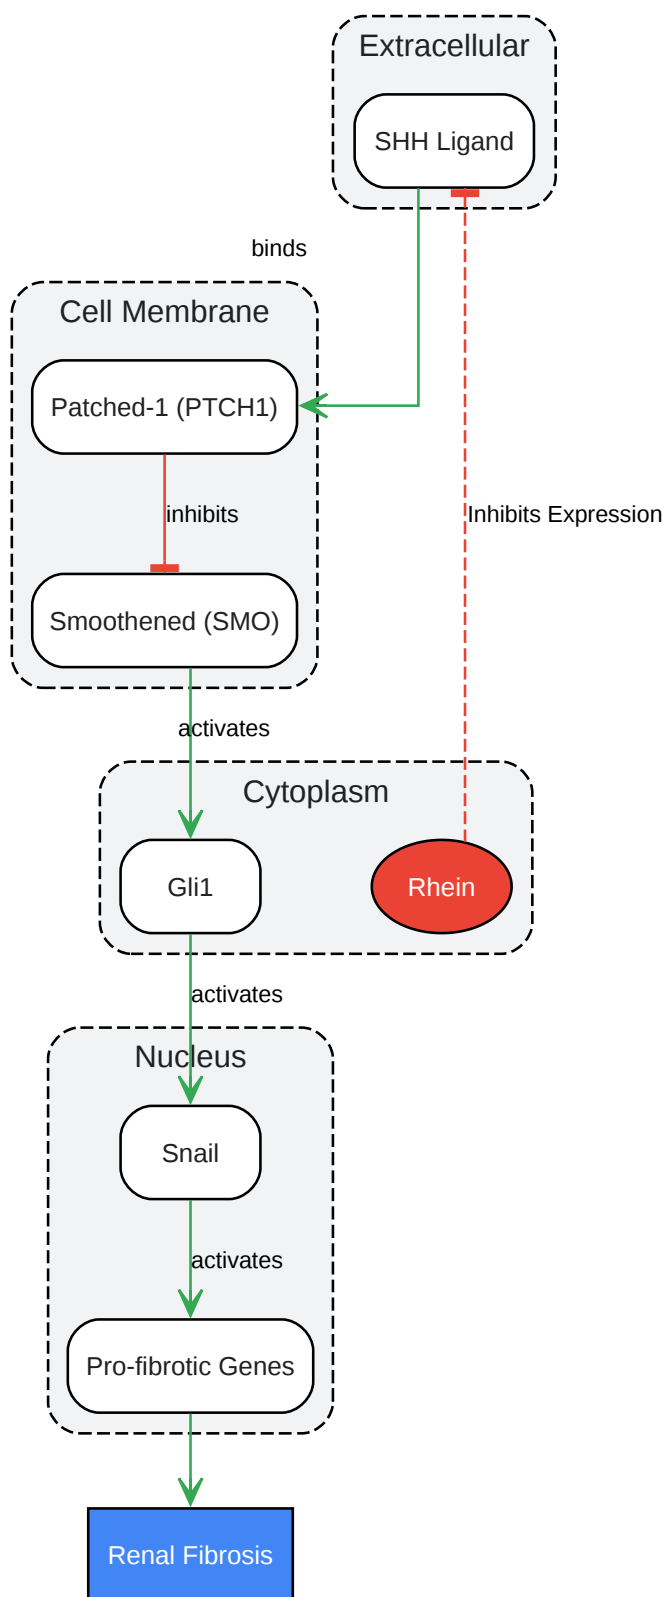 Extracellular
SHH Ligand
binds
Cell Membrane
Patched-1 (PTCH1)
inhibits
Inhibits Expression
Smoothened (SMO)
activates
Cytoplasm
Gli1
Rhein
activates
Nucleus
Snail
activates
Pro-fibrotic Genes
Renal Fibrosis